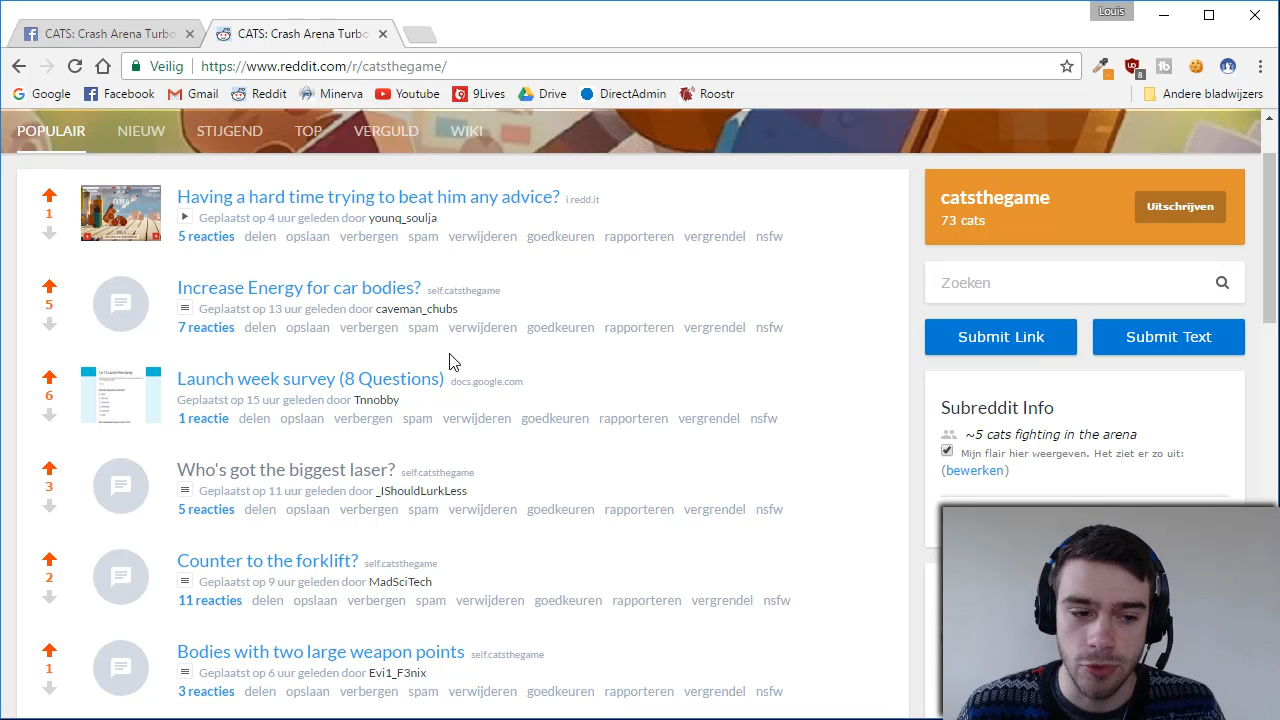 Louis
CATS: Crash Arena Turbo
CATS: Crash Arena Turbo
Veilig https://www.reddit.com/r/catsthegame/
Google Facebook Gmail Reddit Minerva Youtube 9Lives Drive DirectAdmin Roostr Andere bladwijzers
POPULAIR NIEUW STIJGEND TOP VERGULD WIKI
1
Having a hard time trying to beat him any advice? i.redd.it
Geplaatst op 4 uur geleden door younq_soulja
5 reacties delen opslaan verbergen spam verwijderen goedkeuren rapporteren vergrendel nsfw
5
Increase Energy for car bodies? self.catsthegame
Geplaatst op 13 uur geleden door caveman_chubs
7 reacties delen opslaan verbergen spam verwijderen goedkeuren rapporteren vergrendel nsfw
6
Launch week survey (8 Questions) docs.google.com
Geplaatst op 15 uur geleden door Tnnobby
1 reactie delen opslaan verbergen spam verwijderen goedkeuren rapporteren vergrendel nsfw
3
Who's got the biggest laser? self.catsthegame
Geplaatst op 11 uur geleden door _IShouldLurkLess
5 reacties delen opslaan verbergen spam verwijderen goedkeuren rapporteren vergrendel nsfw
2
Counter to the forklift? self.catsthegame
Geplaatst op 9 uur geleden door MadSciTech
11 reacties delen opslaan verbergen spam verwijderen goedkeuren rapporteren vergrendel nsfw
1
Bodies with two large weapon points self.catsthegame
Geplaatst op 6 uur geleden door Evi1_F3nix
3 reacties delen opslaan verbergen spam verwijderen goedkeuren rapporteren vergrendel nsfw
catsthegame
73 cats
Uitschrijven
Zoeken
Submit Link Submit Text
Subreddit Info
~5 cats fighting in the arena
Mijn flair hier weergeven. Het ziet er zo uit:
(bewerken)